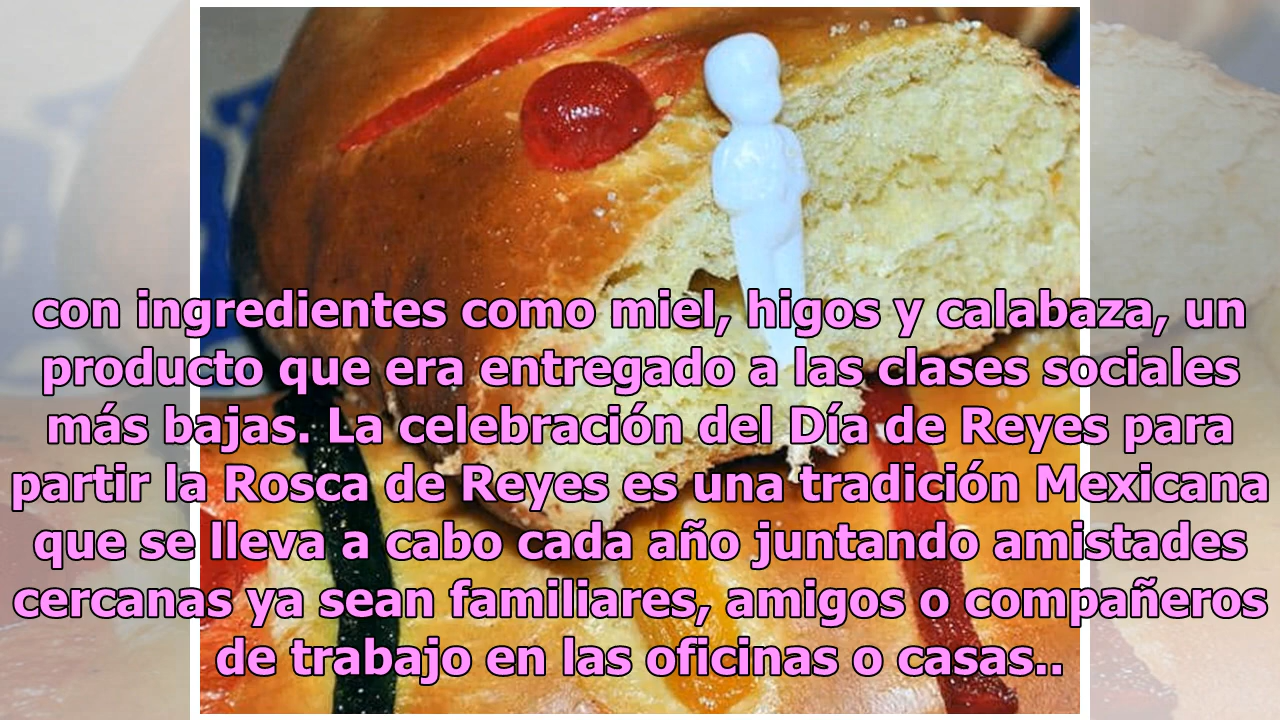 con ingredientes como miel, higos y calabaza, un
producto que era entregado a las clases sociales
más bajas. La celebración del Día de Reyes para
partir la Rosca de Reyes es una tradición Mexicana
que se lleva a cabo cada año juntando amistades
cercanas ya sean familiares, amigos o compañeros
de trabajo en las oficinas o casas..